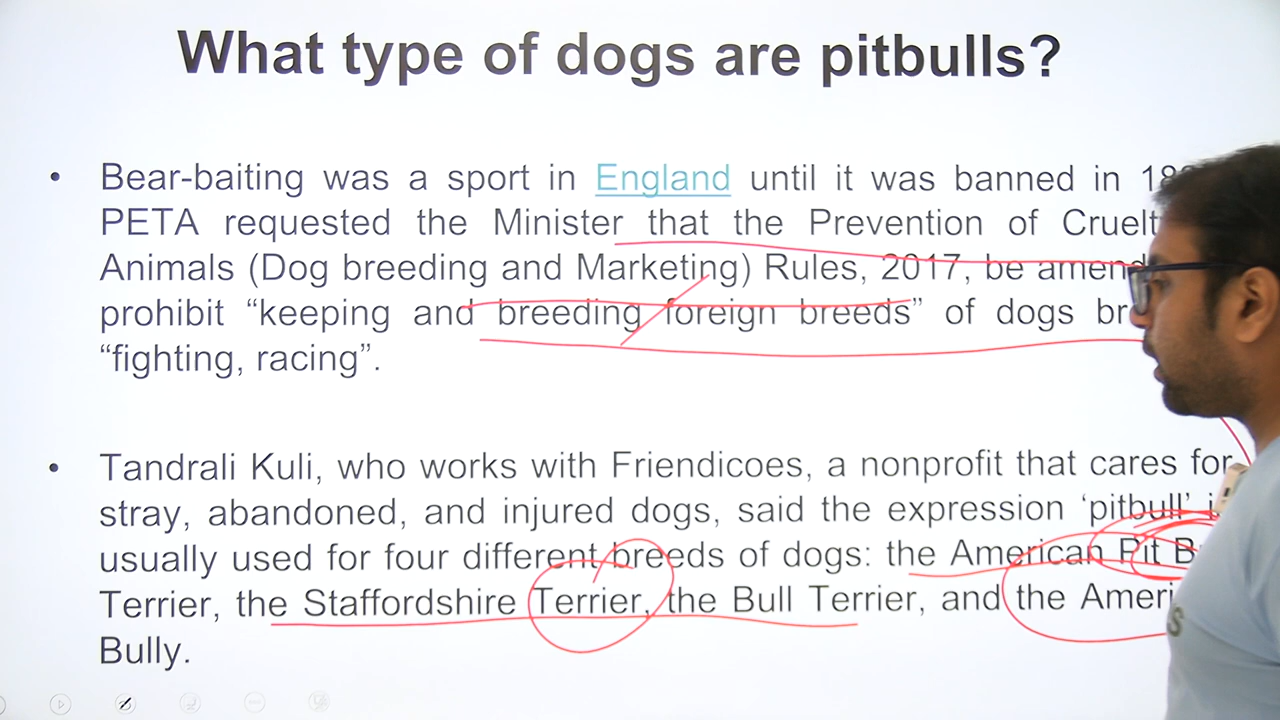 What type of dogs are pitbulls?
• Bear-baiting was a sport in England until it was banned in
PETA requested the Minister that the Prevention of
Animals (Dog breeding and Marketing) Rules, 2017, be
prohibit “keeping and breeding foreign breeds” of dogs
“fighting, racing”.
• Tandrali Kuli, who works with Friendicoes, a nonprofit that cares for
stray, abandoned, and injured dogs, said the expression ‘pitbull’
usually used for four different breeds of dogs: the American Pit
Terrier, the Staffordshire Terrier, the Bull Terrier, and the
Bully.